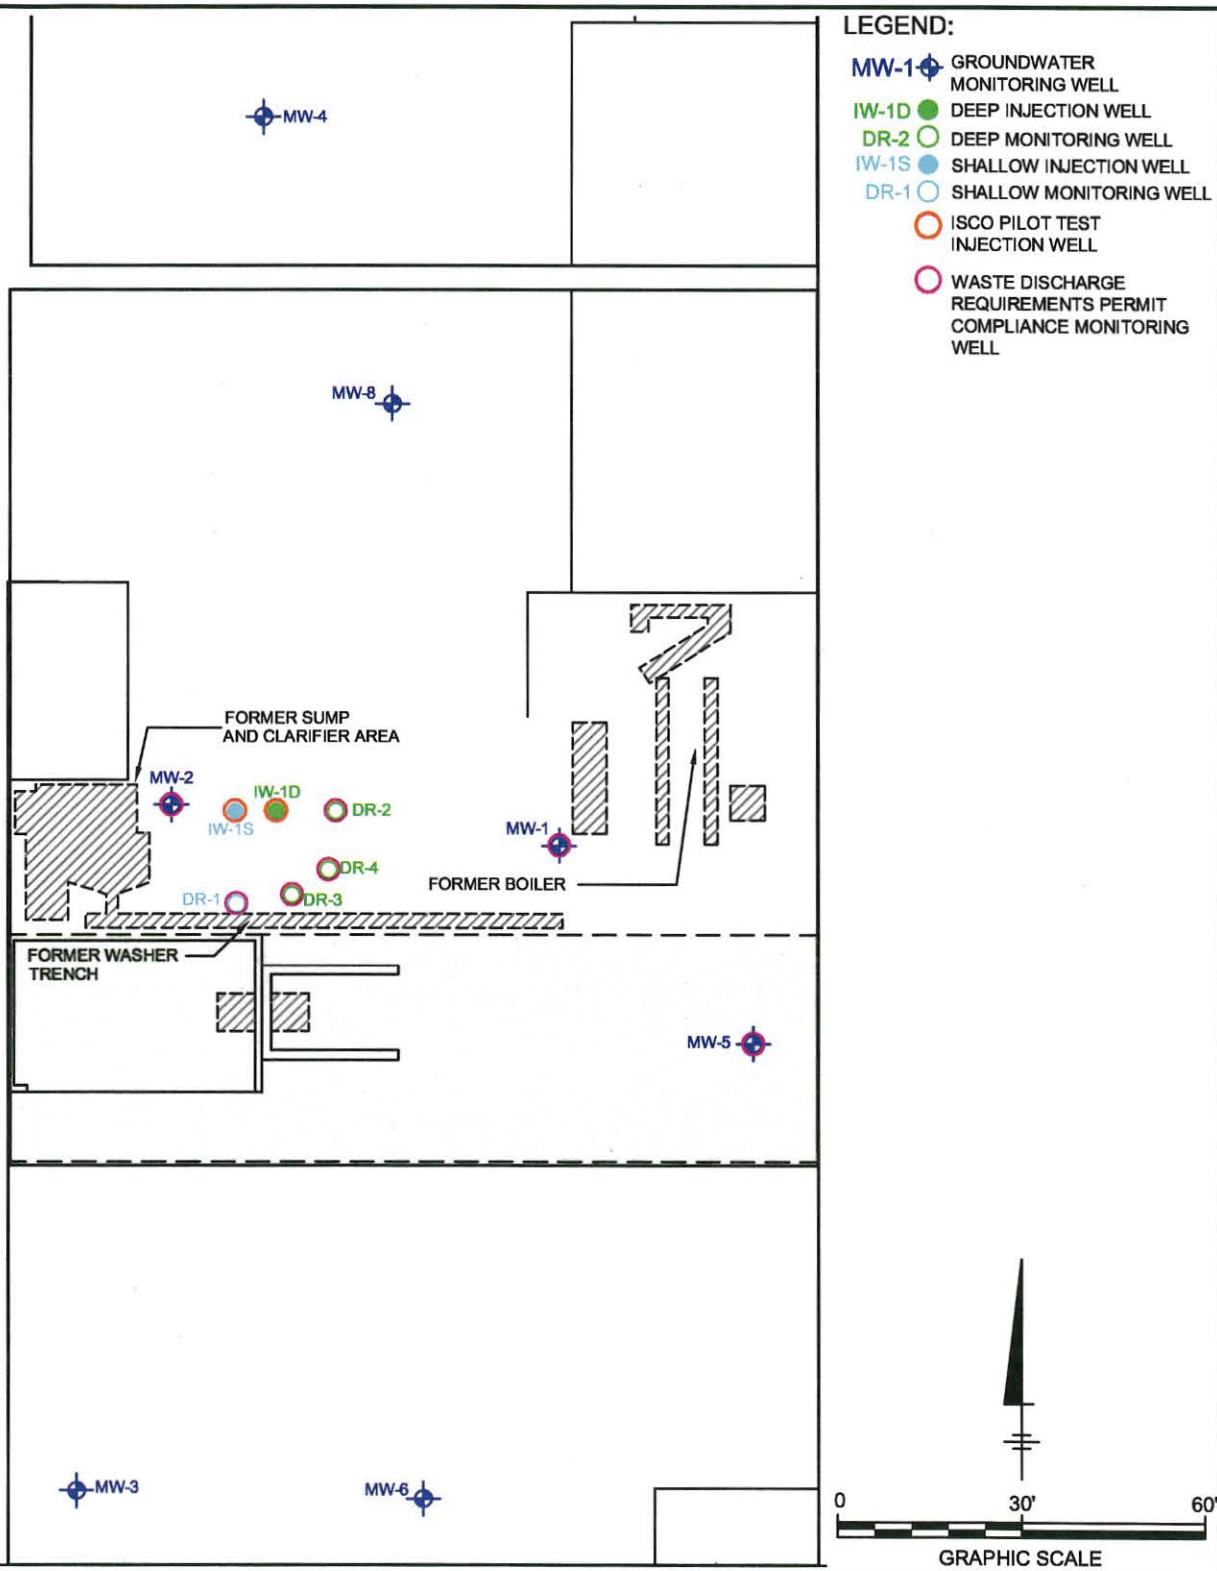 LEGEND:
MW-1 GROUNDWATER
MONITORING WELL
IW-1D DEEP INJECTION WELL
DR-2 DEEP MONITORING WELL
IW-1S SHALLOW INJECTION WELL
DR-1 SHALLOW MONITORING WELL
ISCO PILOT TEST
INJECTION WELL
WASTE DISCHARGE
REQUIREMENTS PERMIT
COMPLIANCE MONITORING
WELL
MW-4
MW-8
FORMER SUMP
AND CLARIFIER AREA
MW-2
IW-1D
IW-1S
DR-2
MW-1
DR-4
FORMER BOILER
DR-1
DR-3
FORMER WASHER
TRENCH
MW-5
MW-3
MW-6
0 30' 60'
GRAPHIC SCALE